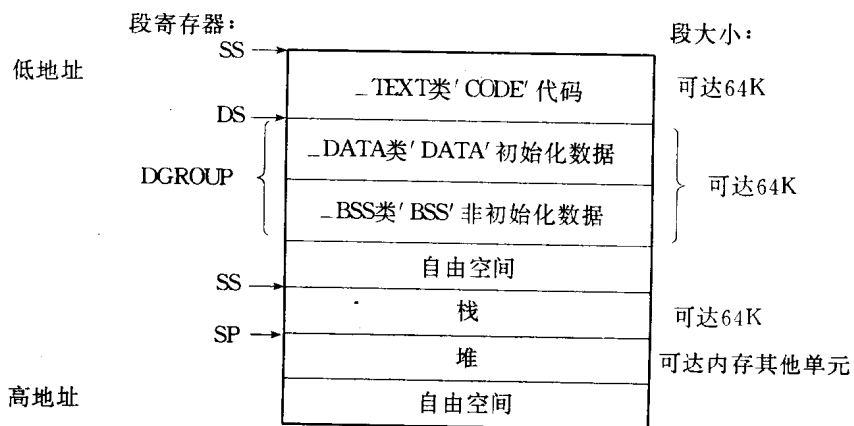 段寄存器：
段大小：
SS
低地址
_TEXT类'CODE'代码
可达64K
DS
_DATA类'DATA'初始化数据
DGROUP
可达64K
_BSS类'BSS'非初始化数据
自由空间
SS
栈
可达64K
SP
堆
可达内存其他单元
高地址
自由空间